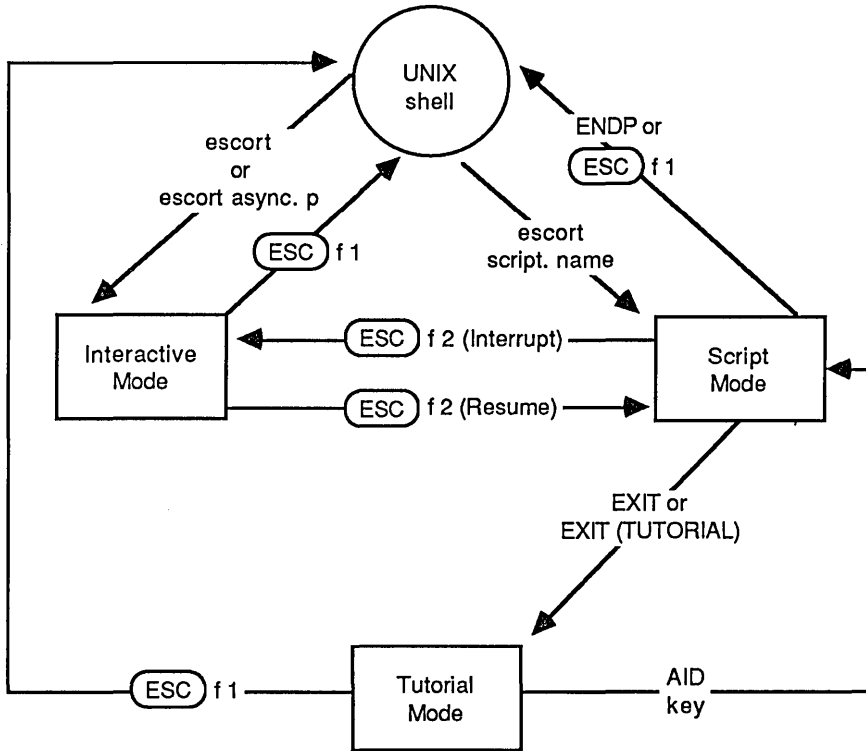 UNIX
shell
ENDP or
ESC f 1
escort
or
escort async. p
ESC f 1
escort
script. name
Interactive
Mode
ESC f 2 (Interrupt)
ESC f 2 (Resume)
Script
Mode
EXIT or
EXIT (TUTORIAL)
ESC f 1
Tutorial
Mode
AID
key